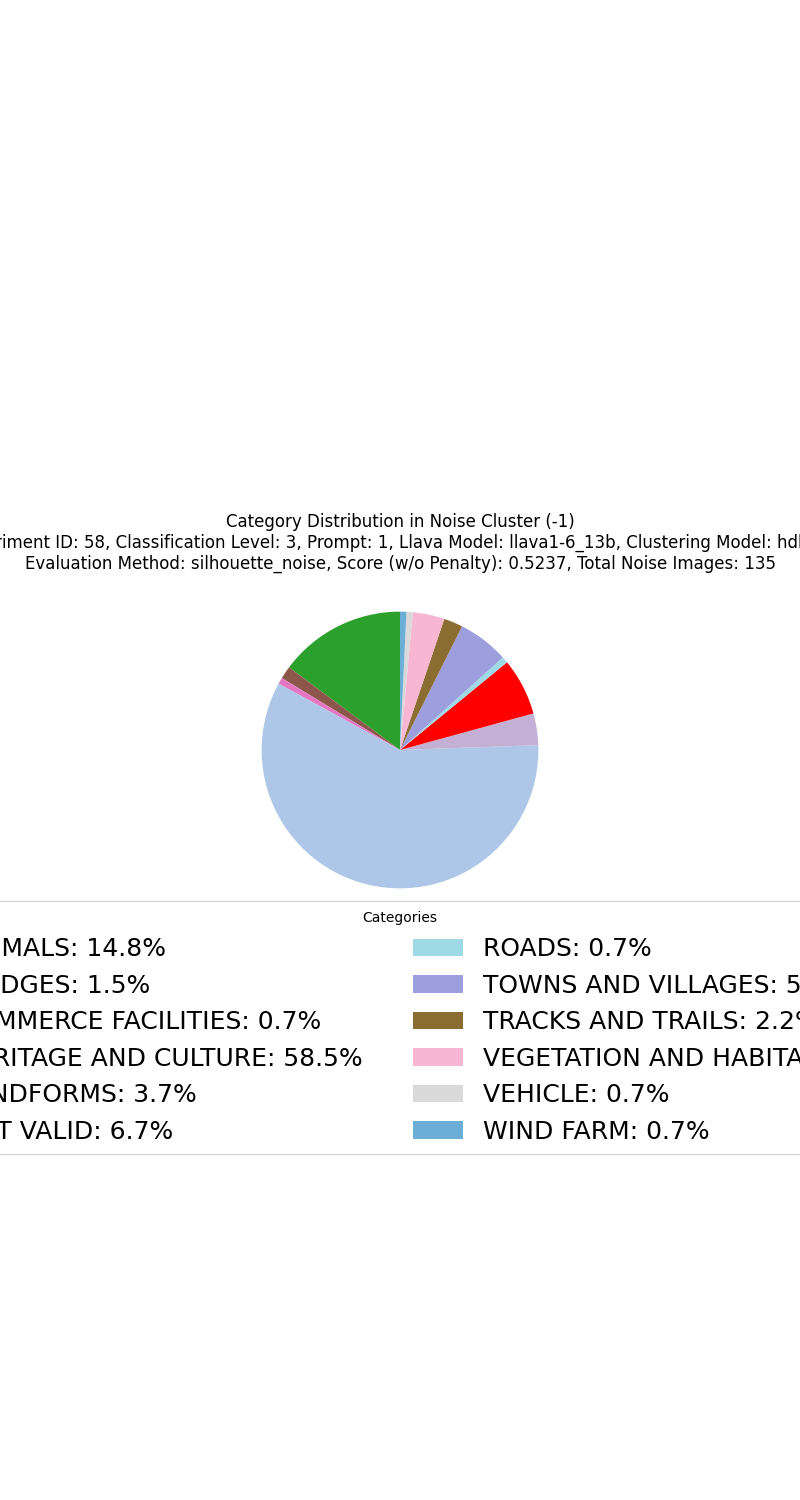 Category Distribution in Noise Cluster (-1)
riment ID: 58, Classification Level: 3, Prompt: 1, Llava Model: llava1-6_13b, Clustering Model: hd
Evaluation Method: silhouette_noise, Score (w/o Penalty): 0.5237, Total Noise Images: 135
Categories
MALS: 14.8%
DGES: 1.5%
MMERCE FACILITIES: 0.7%
RITAGE AND CULTURE: 58.5%
NDFORMS: 3.7%
T VALID: 6.7%
ROADS: 0.7%
TOWNS AND VILLAGES: 5
TRACKS AND TRAILS: 2.2%
VEGETATION AND HABITA
VEHICLE: 0.7%
WIND FARM: 0.7%